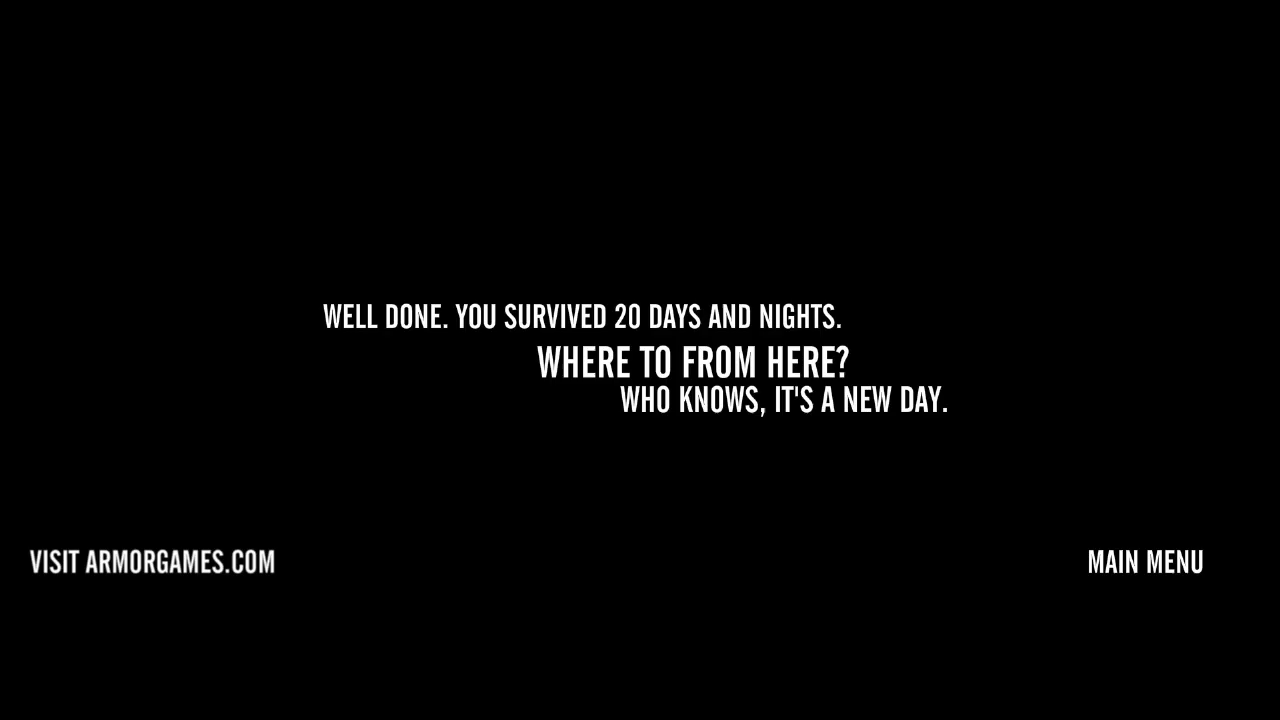 WELL DONE. YOU SURVIVED 20 DAYS AND NIGHTS.
WHERE TO FROM HERE?
WHO KNOWS, IT'S A NEW DAY.
VISIT ARMORGAMES.COM
MAIN MENU